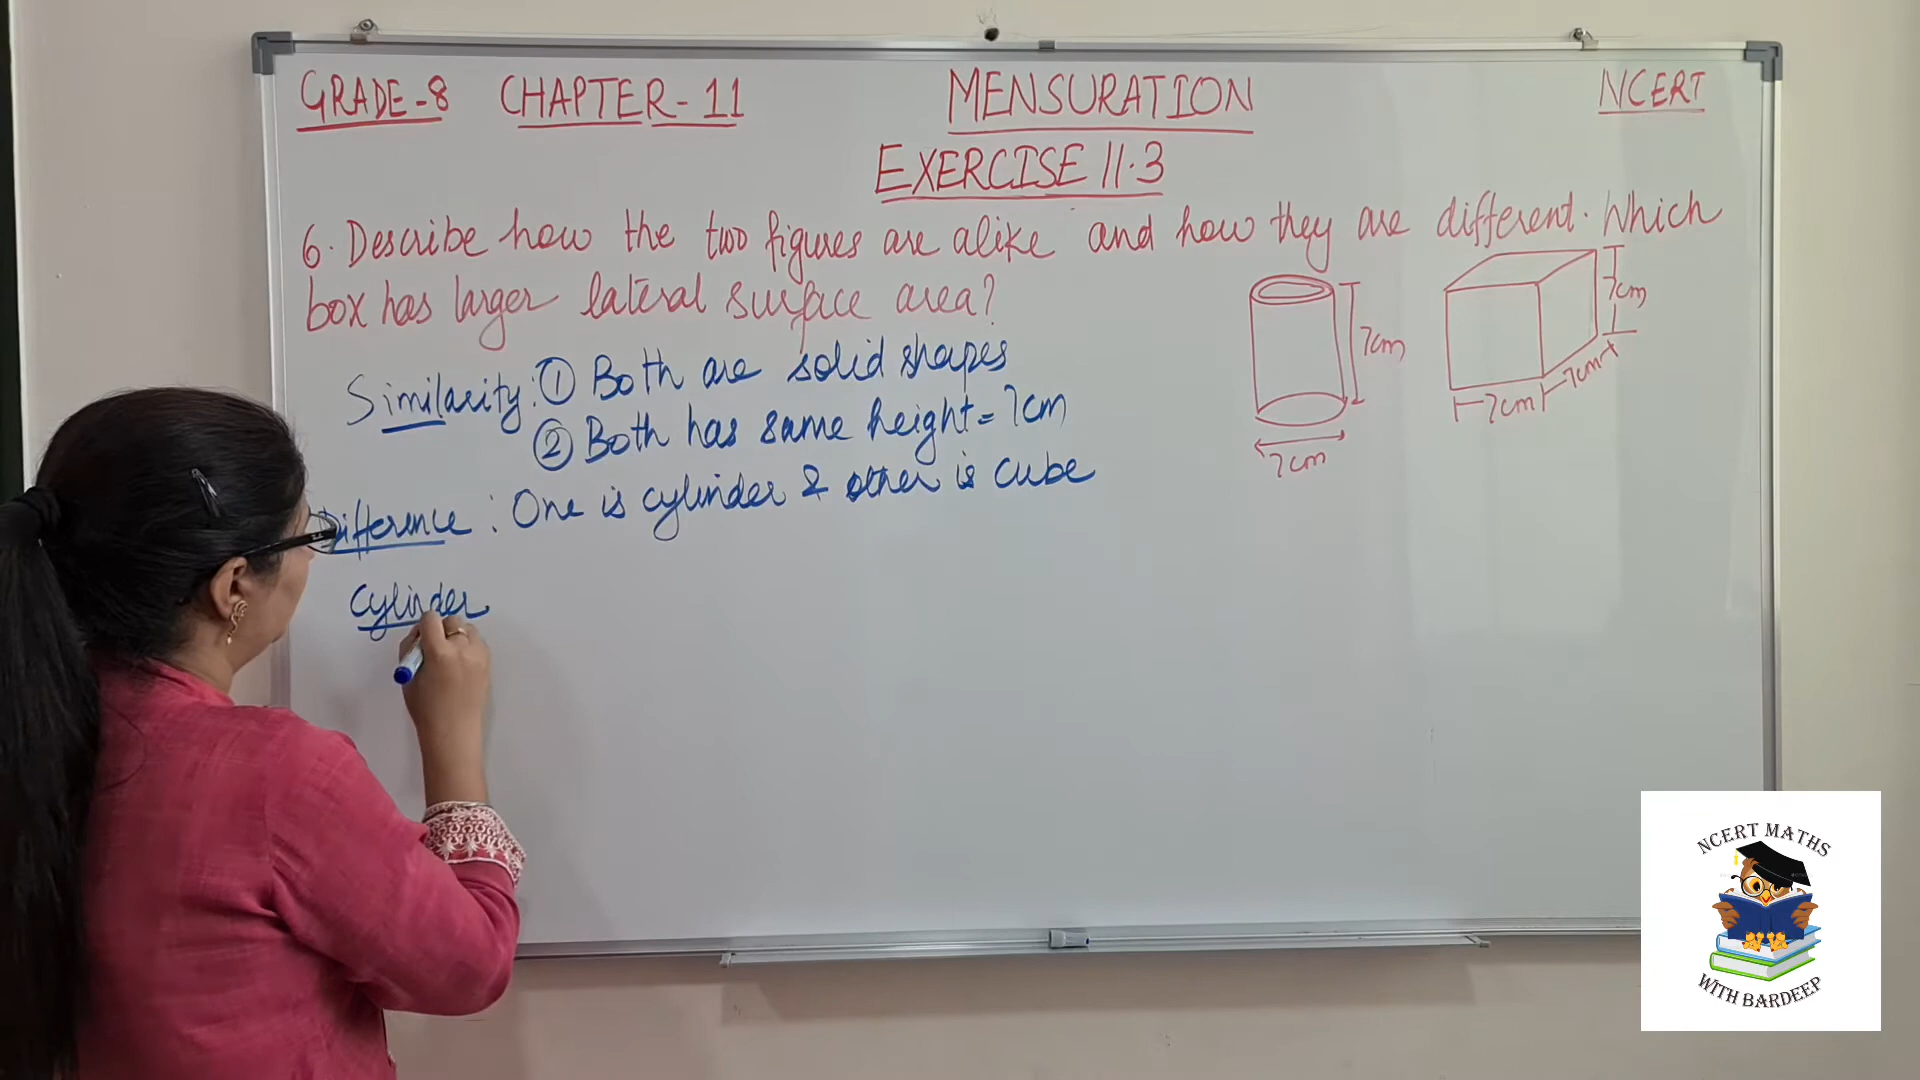 GRADE-8 CHAPTER-11 MENSURATION NCERT
EXERCISE 11.3
6. Describe how the two figures are alike and how they are different. Which
box has larger lateral surface area?
7cm
7cm
7cm
7cm
7cm
Similarity: ① Both are solid shapes
② Both has same height = 7cm
Difference: One is cylinder & other is cube
Cylinder
NCERT MATHS
WITH BARDEEP